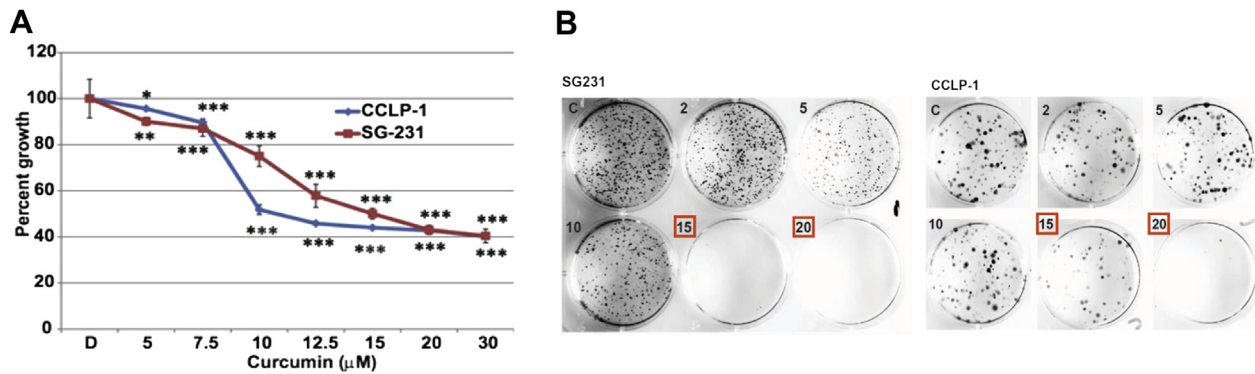 A
120
100
80
60
40
20
0
Percent growth
*
***
**
***
***
***
***
***
***
***
***
***
***
***
CCLP-1
SG-231
D 5 7.5 10 12.5 15 20 30
Curcumin (μM)
B
SG231
C 2 5
10 15 20
CCLP-1
C 2 5
10 15 20